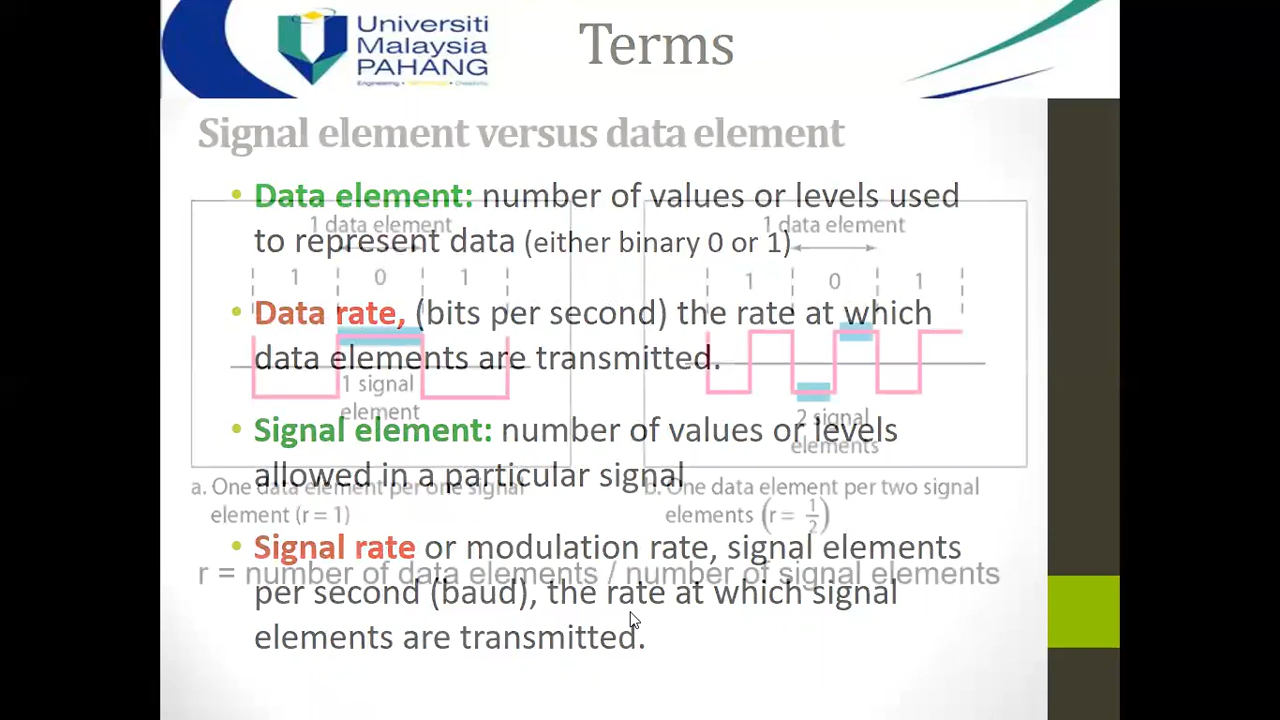 Universiti
Malaysia
PAHANG
Engineering • Technology • Creativity
Terms
Signal element versus data element
• Data element: number of values or levels used
to represent data (either binary 0 or 1)
• Data rate, (bits per second) the rate at which
data elements are transmitted.
• Signal element: number of values or levels
allowed in a particular signal
• Signal rate or modulation rate, signal elements
per second (baud), the rate at which signal
elements are transmitted.
1 data element
1 0 1
1 signal
element
a. One data element per one signal
element (r = 1)
1 data element
1 0 1
2 signal
elements
b. One data element per two signal
elements (r = 1/2)
r = number of data elements / number of signal elements